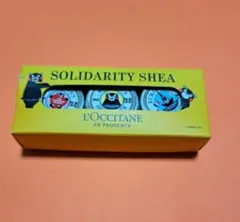 SOLIDARITY SHEA
L'OCCITANE
EN PROVENCE